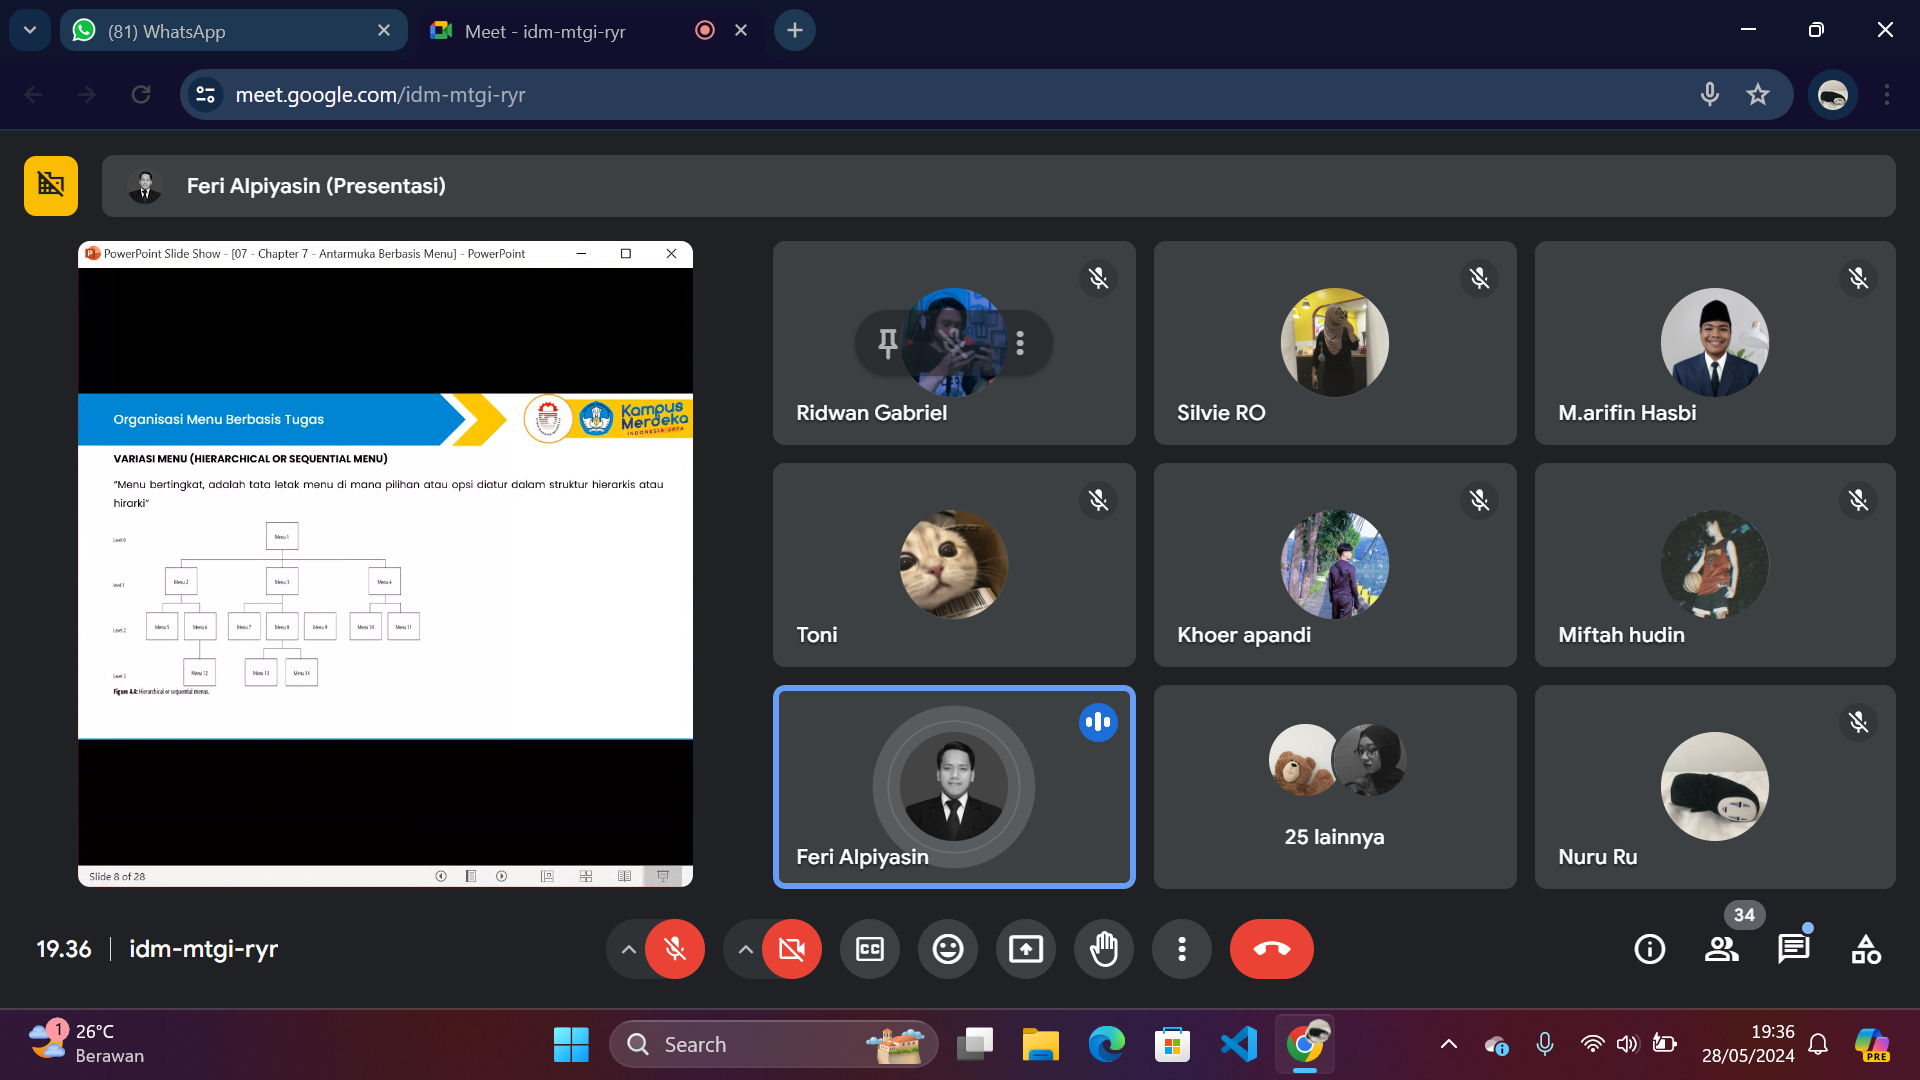 (81) WhatsApp
Meet - idm-mtgi-ryr
meet.google.com/idm-mtgi-ryr
Feri Alpiyasin (Presentasi)
PowerPoint Slide Show - [07 - Chapter 7 - Antarmuka Berbasis Menu] - PowerPoint
Organisasi Menu Berbasis Tugas
Kampus
Merdeka
INDONESIA JAYA
VARIASI MENU (HIERARCHICAL OR SEQUENTIAL MENU)
"Menu bertingkat, adalah tata letak menu di mana pilihan atau opsi diatur dalam struktur hierarkis atau
hirarki"
Level 0
Menu 1
Level 1
Menu 2
Menu 3
Menu 4
Level 2
Menu 5
Menu 6
Menu 7
Menu 8
Menu 9
Menu 10
Menu 11
Level 3
Menu 12
Menu 13
Menu 14
Figure 4.4: Hierarchical or sequential menus.
Slide 8 of 28
Ridwan Gabriel
Silvie RO
M.arifin Hasbi
Toni
Khoer apandi
Miftah hudin
Feri Alpiyasin
25 lainnya
Nuru Ru
19.36
idm-mtgi-ryr
CC
34
1
26°C
Berawan
Search
19:36
28/05/2024
PRE